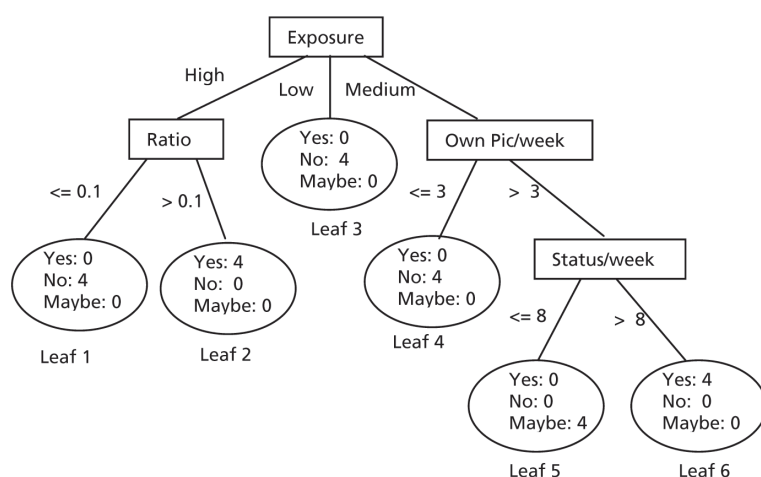 Exposure
High
Low
Medium
Ratio
Yes: 0
No: 4
Maybe: 0
Leaf 3
Own Pic/week
<= 0.1
> 0.1
<= 3
> 3
Yes: 0
No: 4
Maybe: 0
Leaf 1
Yes: 4
No: 0
Maybe: 0
Leaf 2
Yes: 0
No: 4
Maybe: 0
Leaf 4
Status/week
<= 8
> 8
Yes: 0
No: 0
Maybe: 4
Leaf 5
Yes: 4
No: 0
Maybe: 0
Leaf 6